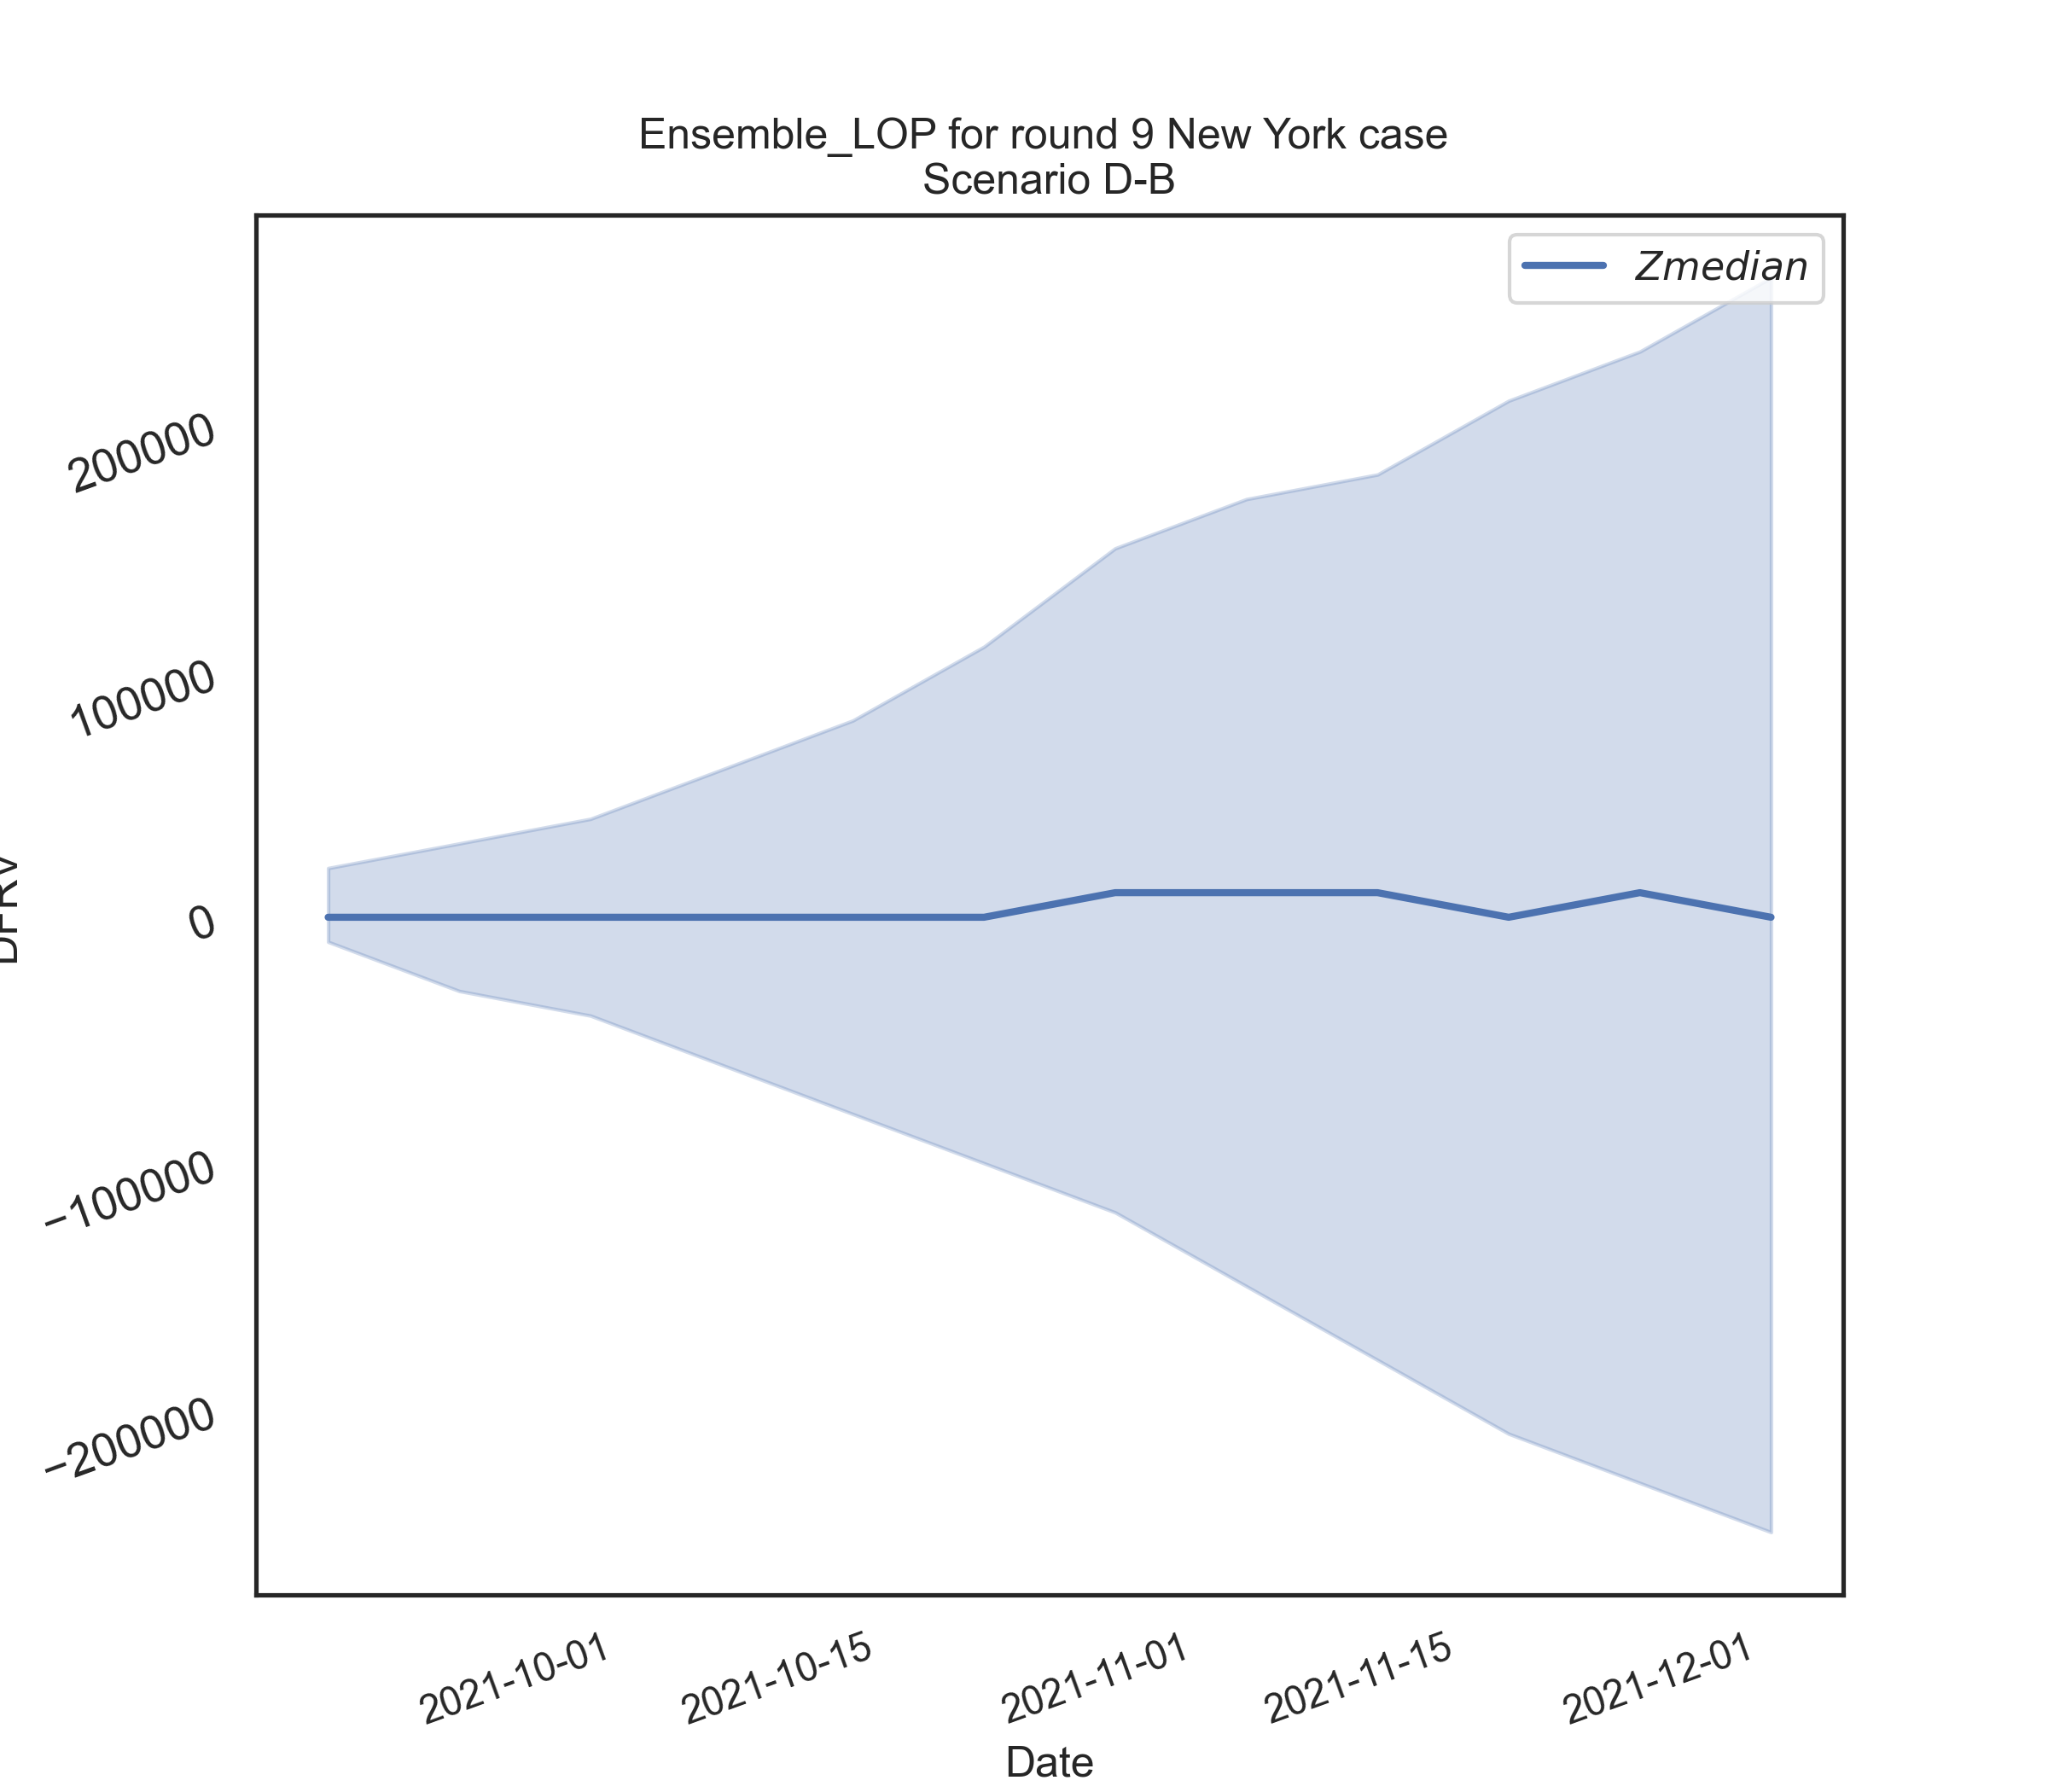 Ensemble_LOP for round 9 New York case
Scenario D-B
Zmedian
200000
100000
0
−100000
−200000
2021-10-01
2021-10-15
2021-11-01
2021-11-15
2021-12-01
Date